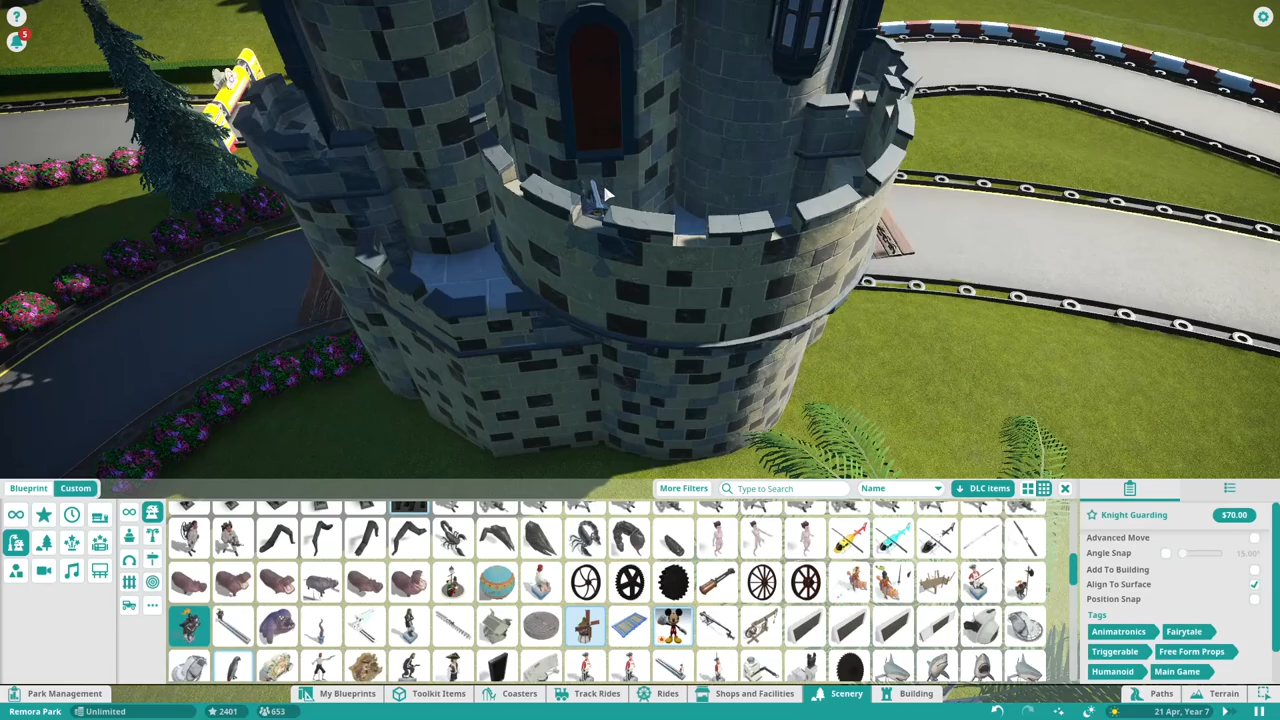 ?
5
Blueprint
Custom
More Filters
Type to Search
Name
DLC items
Knight Guarding
$70.00
Advanced Move
Angle Snap
15.00°
Add To Building
Align To Surface
Position Snap
Tags
Animatronics
Fairytale
Triggerable
Free Form Props
Humanoid
Main Game
Park Management
My Blueprints
Toolkit Items
Coasters
Track Rides
Rides
Shops and Facilities
Scenery
Building
Paths
Terrain
Remora Park
Unlimited
2401
653
21 Apr, Year 7